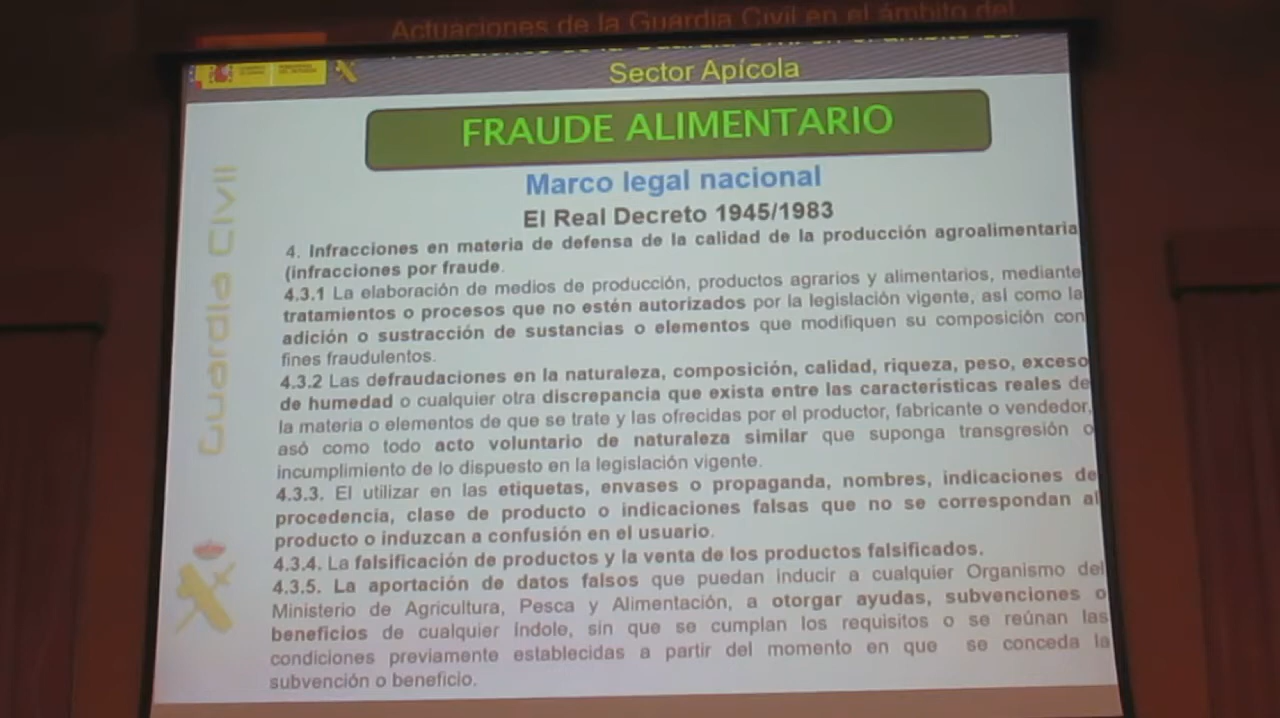 Actuaciones de la Guardia Civil en el ámbito del
Sector Apícola
FRAUDE ALIMENTARIO
Marco legal nacional
El Real Decreto 1945/1983
4. Infracciones en materia de defensa de la calidad de la producción agroalimentaria
(infracciones por fraude.
4.3.1 La elaboración de medios de producción, productos agrarios y alimentarios, mediante
tratamientos o procesos que no estén autorizados por la legislación vigente, así como la
adición o sustracción de sustancias o elementos que modifiquen su composición con
fines fraudulentos.
4.3.2 Las defraudaciones en la naturaleza, composición, calidad, riqueza, peso, exceso
de humedad o cualquier otra discrepancia que exista entre las características reales de
la materia o elementos de que se trate y las ofrecidas por el productor, fabricante o vendedor,
asó como todo acto voluntario de naturaleza similar que suponga transgresión o
incumplimiento de lo dispuesto en la legislación vigente.
4.3.3. El utilizar en las etiquetas, envases o propaganda, nombres, indicaciones de
procedencia, clase de producto o indicaciones falsas que no se correspondan al
producto o induzcan a confusión en el usuario.
4.3.4. La falsificación de productos y la venta de los productos falsificados.
4.3.5. La aportación de datos falsos que puedan inducir a cualquier Organismo del
Ministerio de Agricultura, Pesca y Alimentación, a otorgar ayudas, subvenciones o
beneficios de cualquier índole, sin que se cumplan los requisitos o se reúnan las
condiciones previamente establecidas a partir del momento en que se conceda la
subvención o beneficio.
Guardia Civil